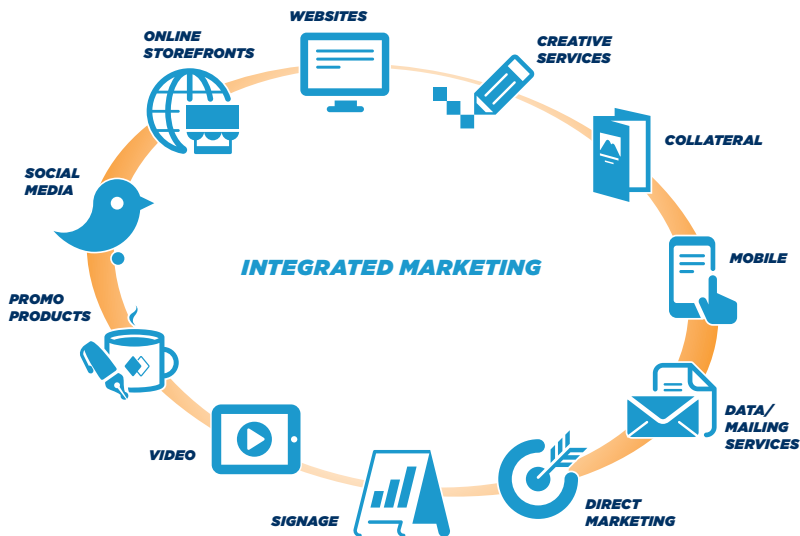 WEBSITES
ONLINE
STOREFRONTS
CREATIVE
SERVICES
COLLATERAL
SOCIAL
MEDIA
INTEGRATED MARKETING
MOBILE
PROMO
PRODUCTS
DATA/
MAILING
SERVICES
VIDEO
DIRECT
MARKETING
SIGNAGE